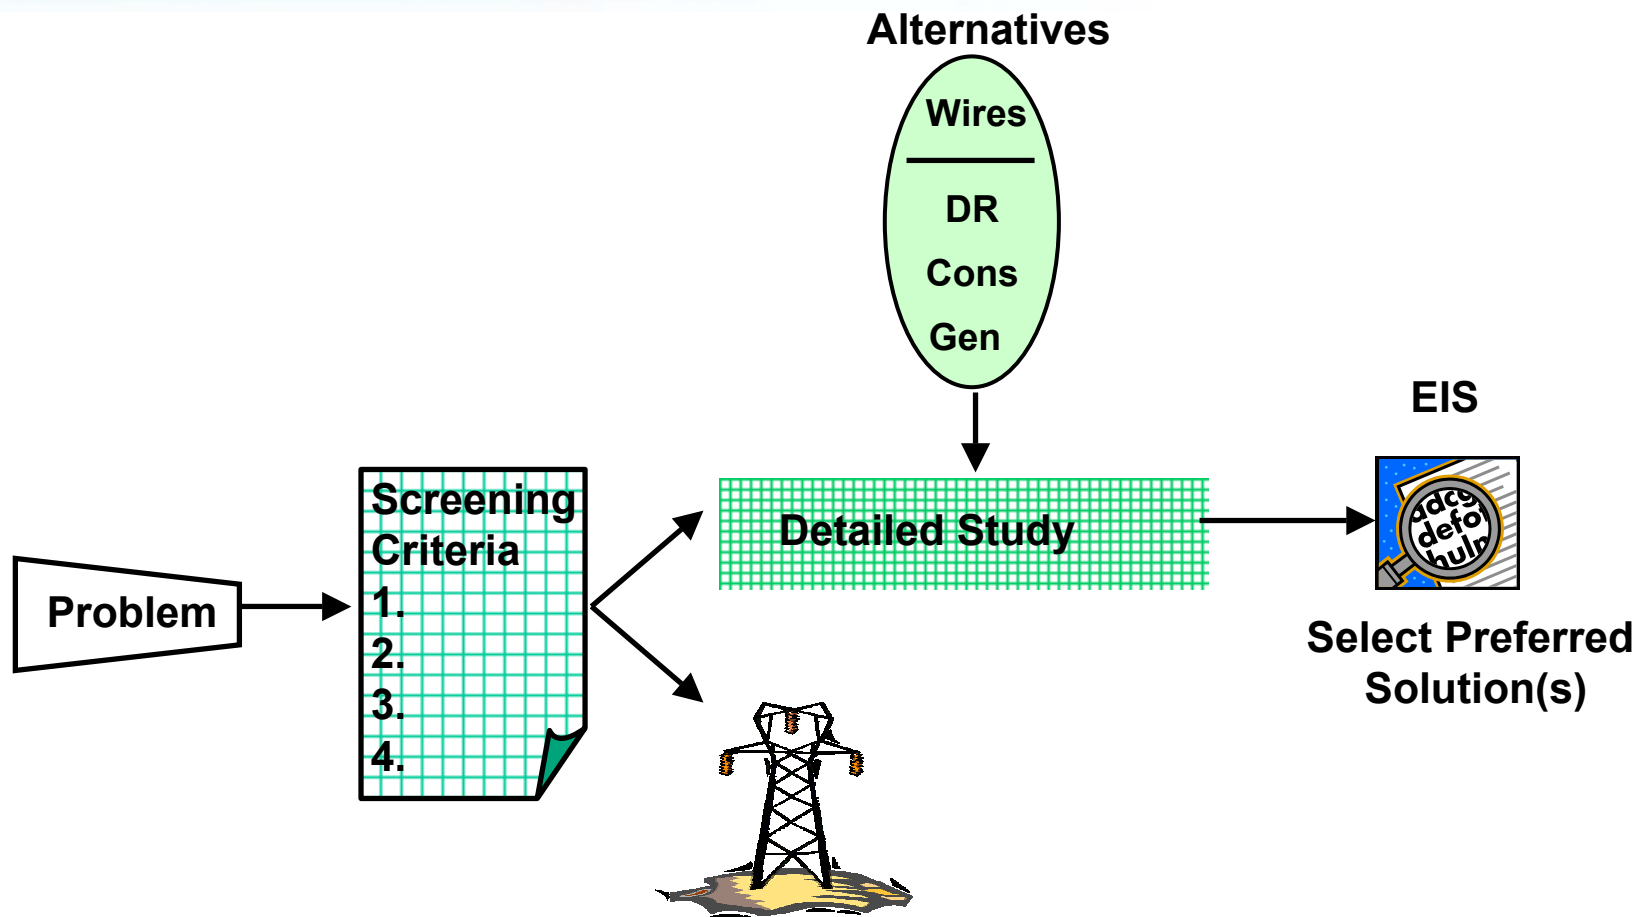 Alternatives
Wires
DR
Cons
Gen
EIS
Screening
Criteria
1.
2.
3.
4.
Detailed Study
Problem
Select Preferred
Solution(s)